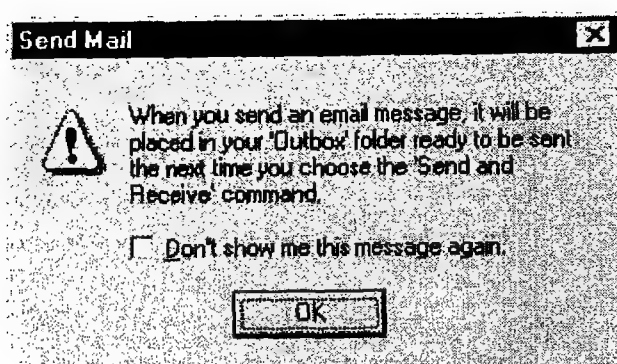 Send Mail
When you send an email message, it will be
placed in your 'Outbox' folder ready to be sent
the next time you choose the 'Send and
Receive' command.
Don't show me this message again.
OK